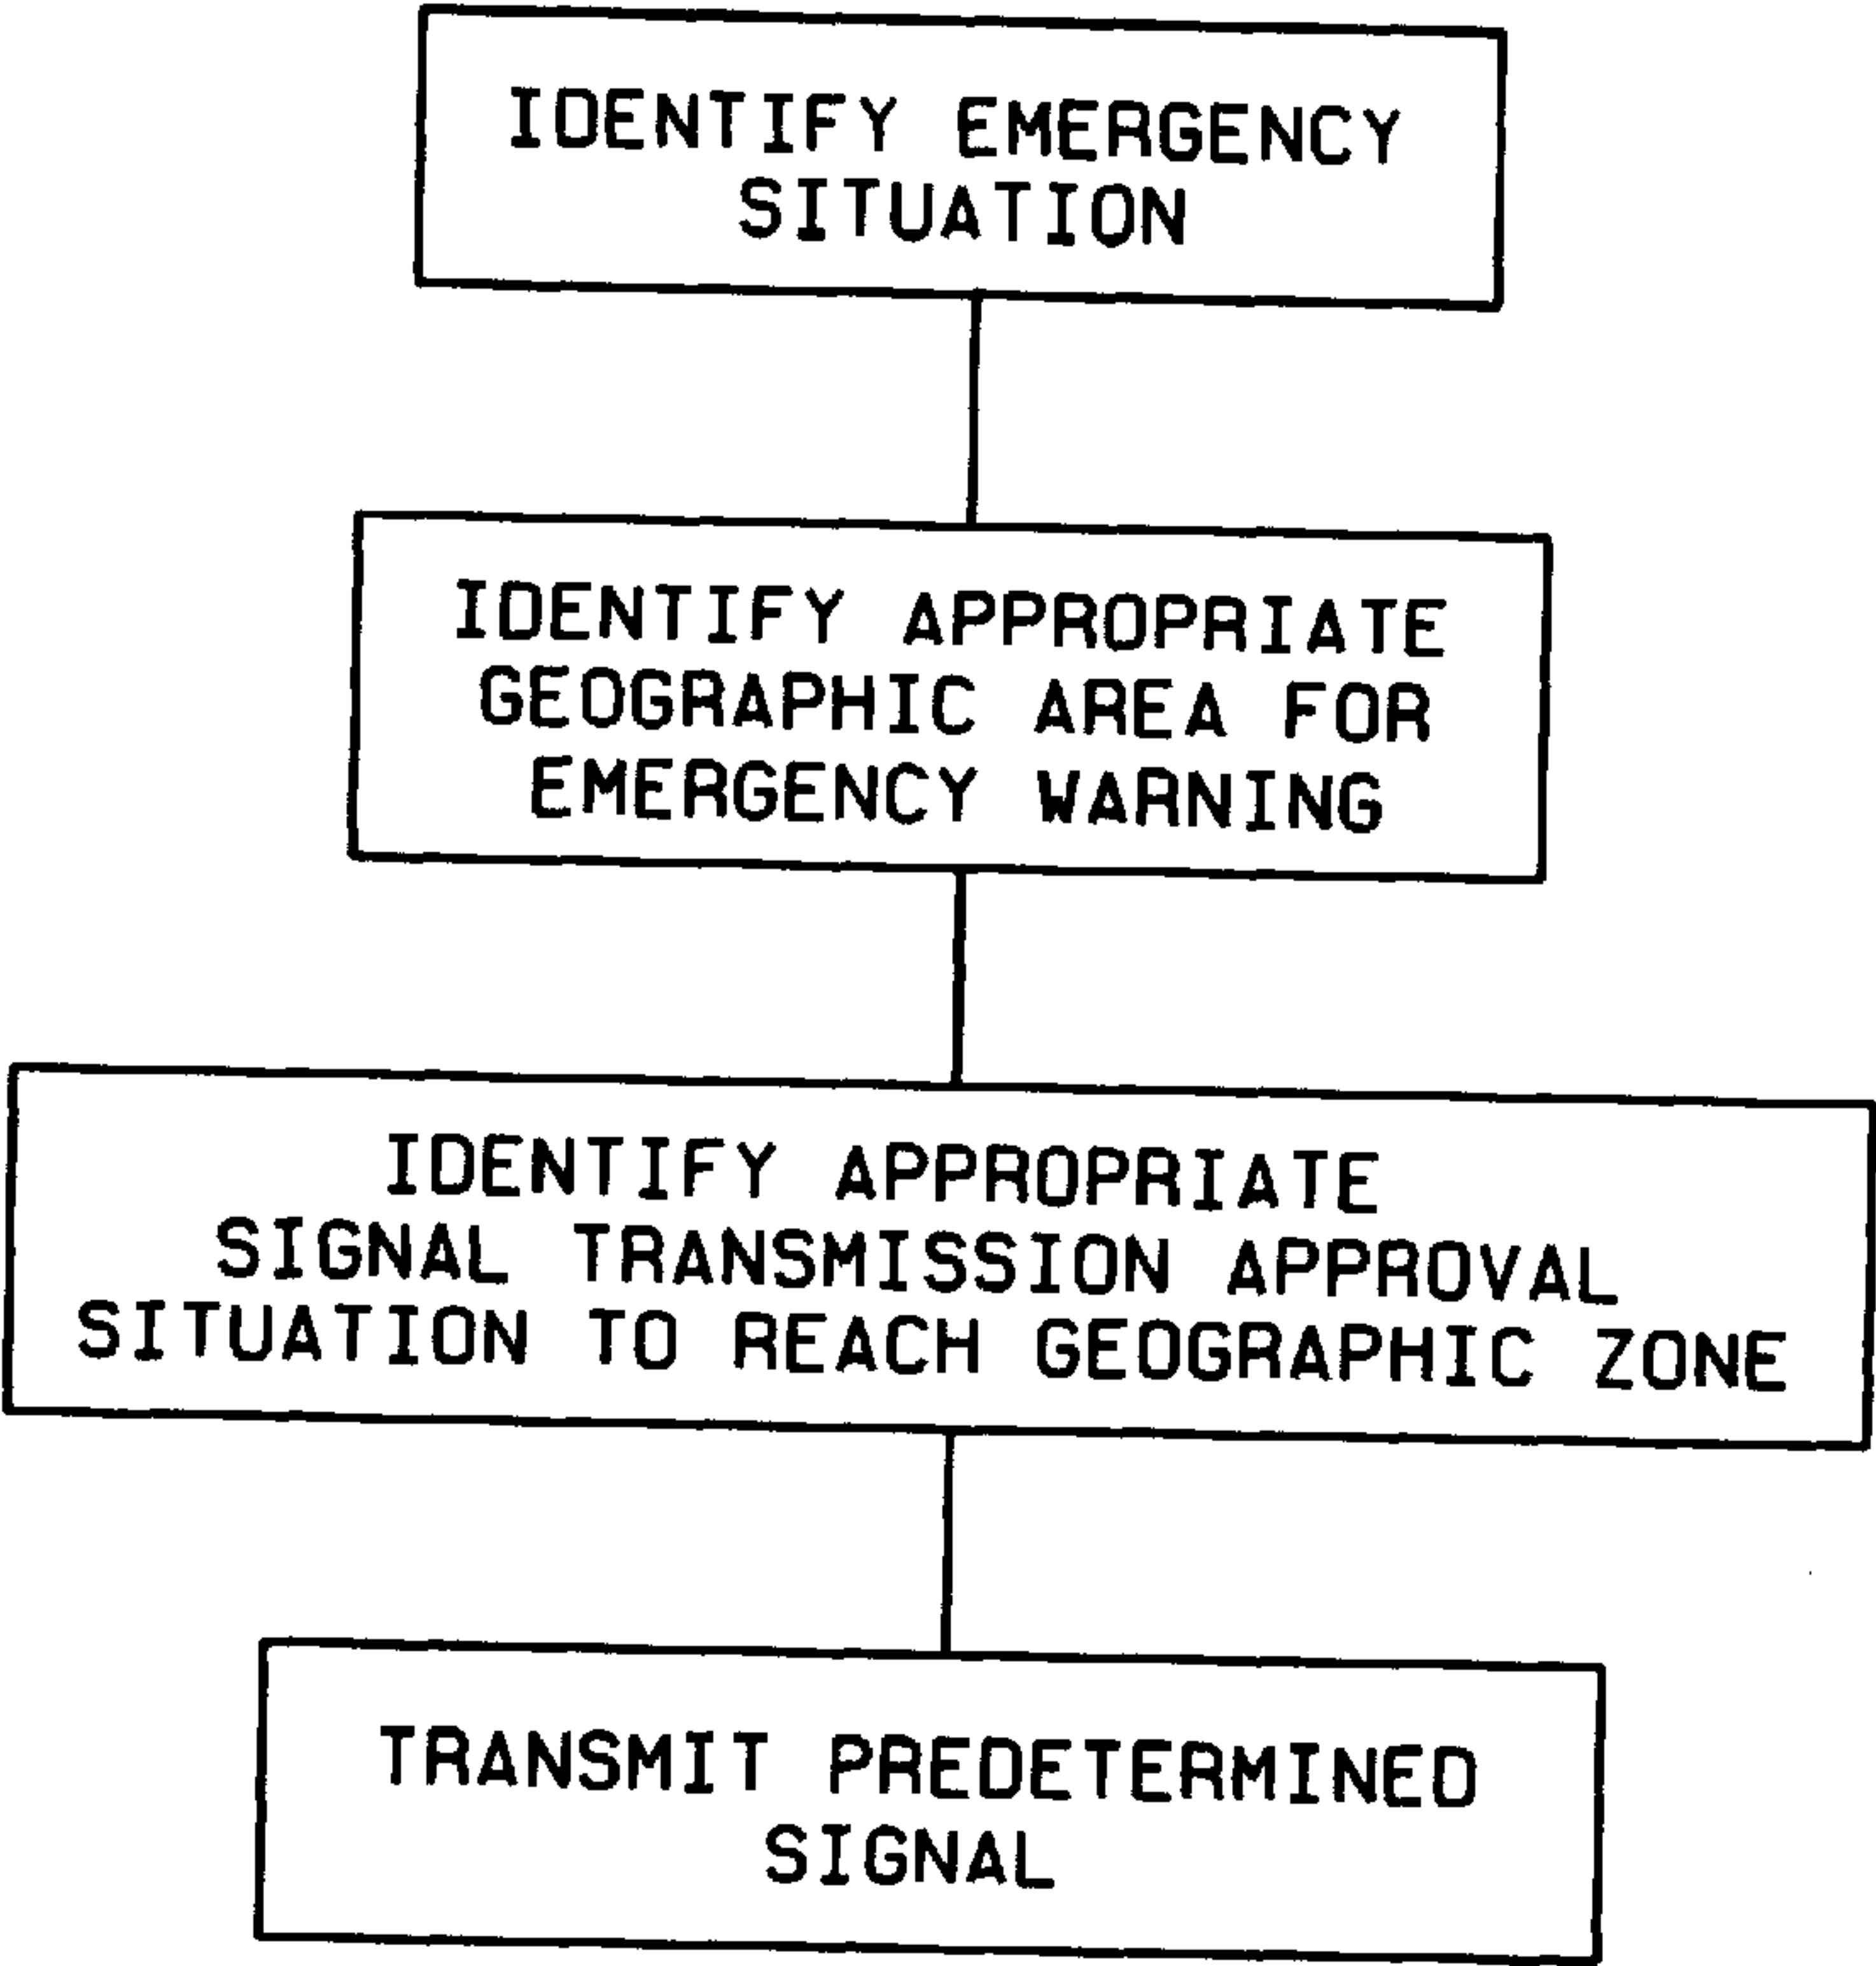 IDENTIFY EMERGENCY
SITUATION
IDENTIFY APPROPRIATE
GEOGRAPHIC AREA FOR
EMERGENCY WARNING
IDENTIFY APPROPRIATE
SIGNAL TRANSMISSION APPROVAL
SITUATION TO REACH GEOGRAPHIC ZONE
TRANSMIT PREDETERMINED
SIGNAL